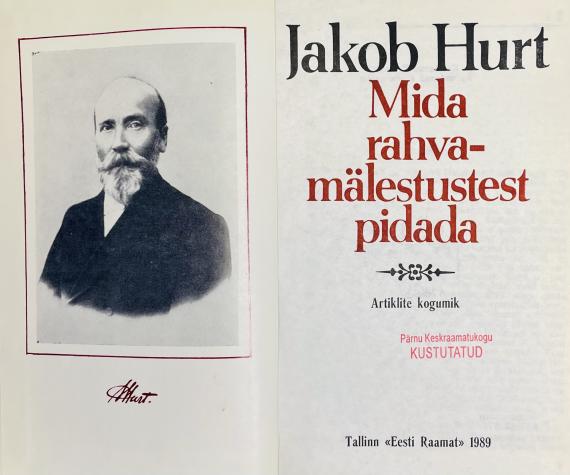 Hurt.
Jakob Hurt
Mida
rahva-
mälestustest
pidada
Artiklite kogumik
Pärnu Keskraamatukogu
KUSTUTATUD
Tallinn «Eesti Raamat» 1989